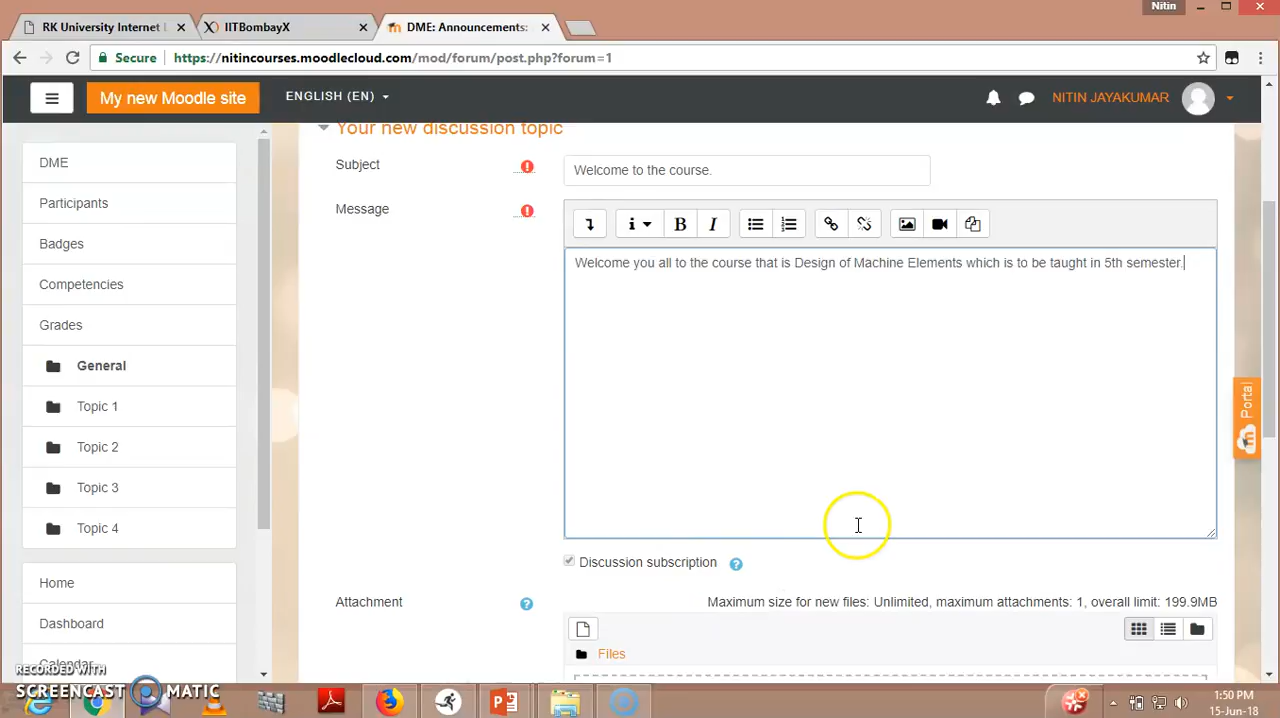 Nitin
RK University Internet
IITBombayX
DME: Announcements:
Secure
https://nitincourses.moodlecloud.com/mod/forum/post.php?forum=1
My new Moodle site
ENGLISH (EN)
NITIN JAYAKUMAR
DME
Participants
Badges
Competencies
Grades
General
Topic 1
Topic 2
Topic 3
Topic 4
Home
Dashboard
Calendar
Your new discussion topic
Subject
Welcome to the course.
Message
B
I
Welcome you all to the course that is Design of Machine Elements which is to be taught in 5th semester.
Discussion subscription
Attachment
Maximum size for new files: Unlimited, maximum attachments: 1, overall limit: 199.9MB
Files
Portal
RECORDED WITH
SCREENCAST MATIC
1:50 PM
15-Jun-18